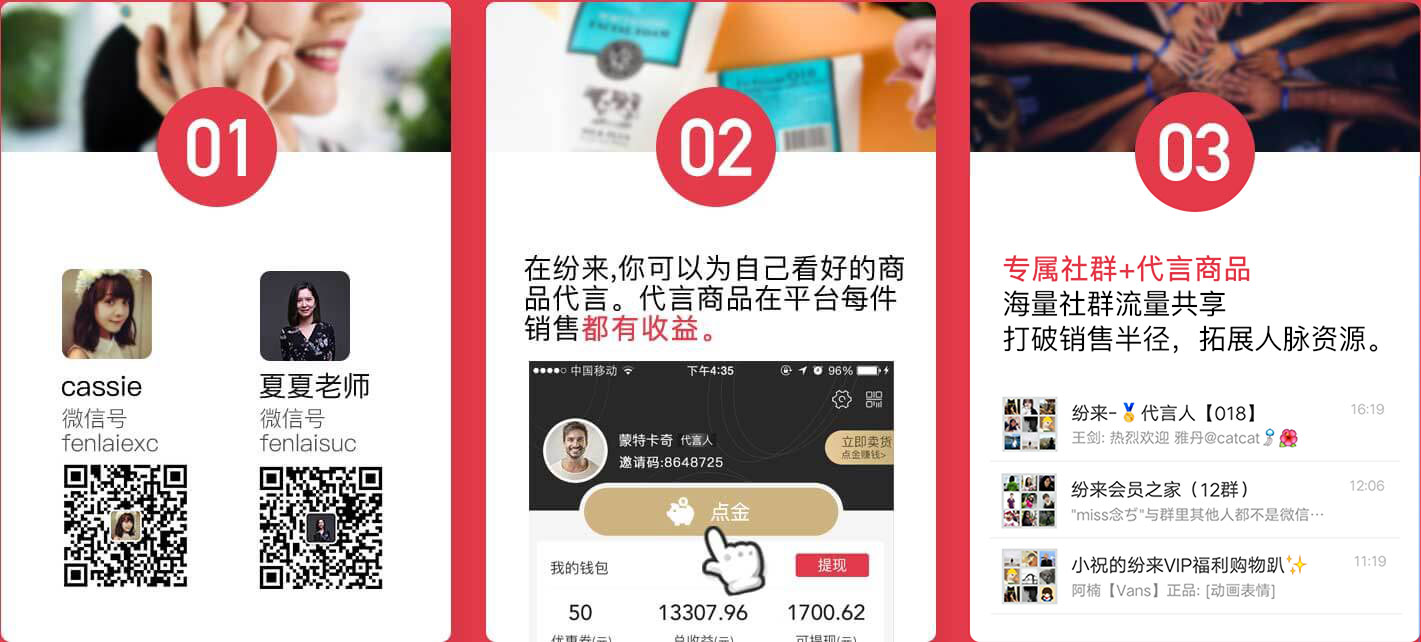 01
cassie
微信号
fenlaiexc
夏夏老师
微信号
fenlaisuc
02
在纷来,你可以为自己看好的商
品代言。代言商品在平台每件
销售都有收益。
中国移动
下午4:35
96%
蒙特卡奇 代言人
邀请码:8648725
立即卖货
点金赚钱>
点金
我的钱包
提现
50
13307.96
1700.62
优惠券(元)
总收益(元)
可提现(元)
03
专属社群+代言商品
海量社群流量共享
打破销售半径，拓展人脉资源。
纷来-🏅代言人【018】
16:19
王剑: 热烈欢迎 雅丹@catcat🎐🌺
纷来会员之家（12群）
12:06
"miss念ぢ"与群里其他人都不是微信…
小祝的纷来VIP福利购物趴✨
11:19
阿楠【Vans】正品: [动画表情]